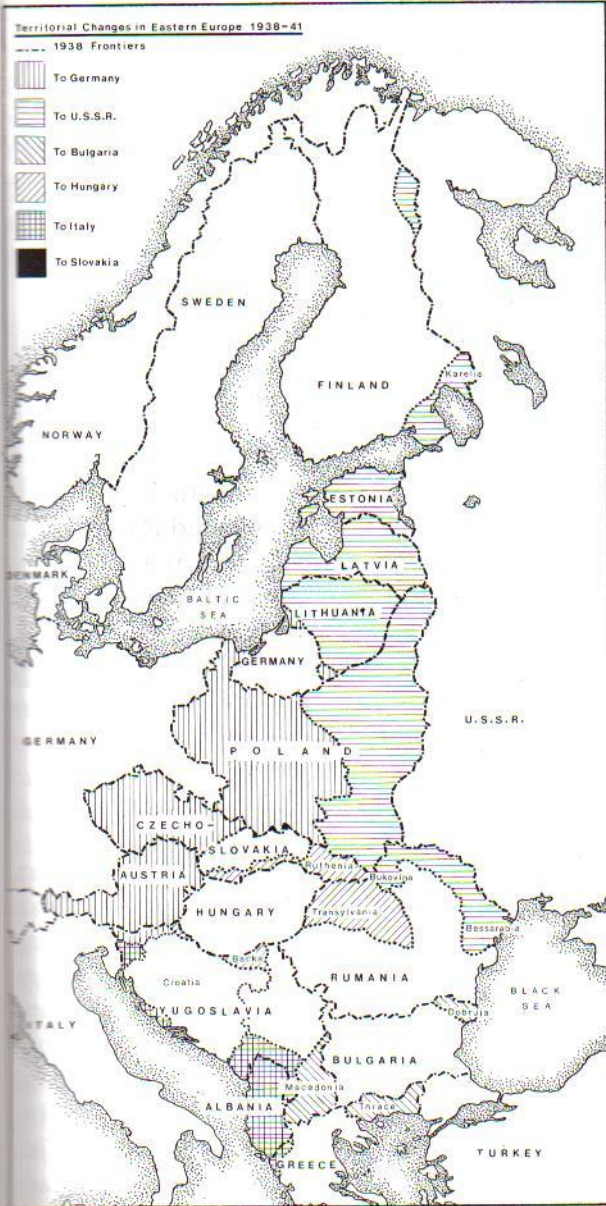 Territorial Changes in Eastern Europe 1938–41
1938 Frontiers
To Germany
To U.S.S.R.
To Bulgaria
To Hungary
To Italy
To Slovakia
SWEDEN
FINLAND
Karelia
NORWAY
ESTONIA
LATVIA
DENMARK
BALTIC
SEA
LITHUANIA
GERMANY
U.S.S.R.
GERMANY
POLAND
CZECHO-
SLOVAKIA
AUSTRIA
Ruthenia
Bukovina
HUNGARY
Transylvania
Bessarabia
Backa
Croatia
RUMANIA
BLACK
SEA
ITALY
YUGOSLAVIA
Dobruja
BULGARIA
Macedonia
ALBANIA
Thrace
GREECE
TURKEY